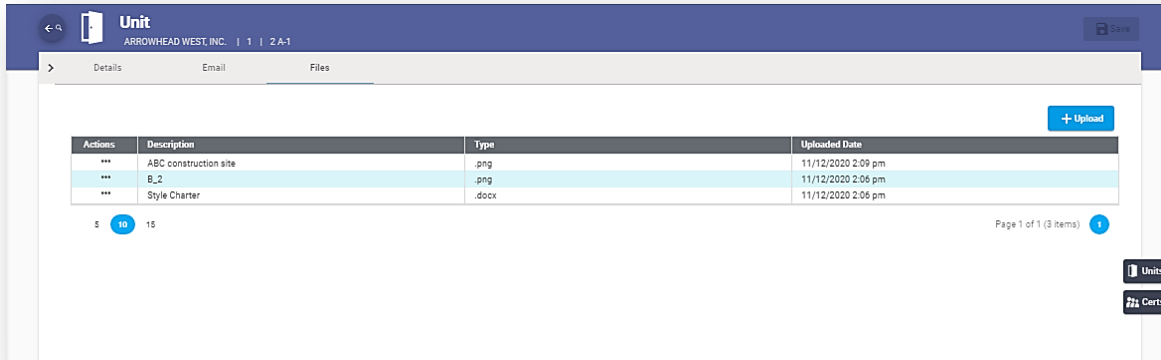 Unit
ARROWHEAD WEST, INC. | 1 | 2 A-1
Save
Details Email Files
+ Upload
Actions Description Type Uploaded Date
*** ABC construction site .png 11/12/2020 2:09 pm
*** B_2 .png 11/12/2020 2:06 pm
*** Style Charter .docx 11/12/2020 2:06 pm
5 10 15 Page 1 of 1 (3 items) 1
Units
Certs